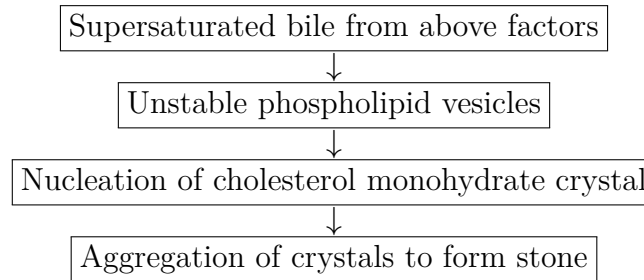 Supersaturated bile from above factors
Unstable phospholipid vesicles
Nucleation of cholesterol monohydrate crystal
Aggregation of crystals to form stone